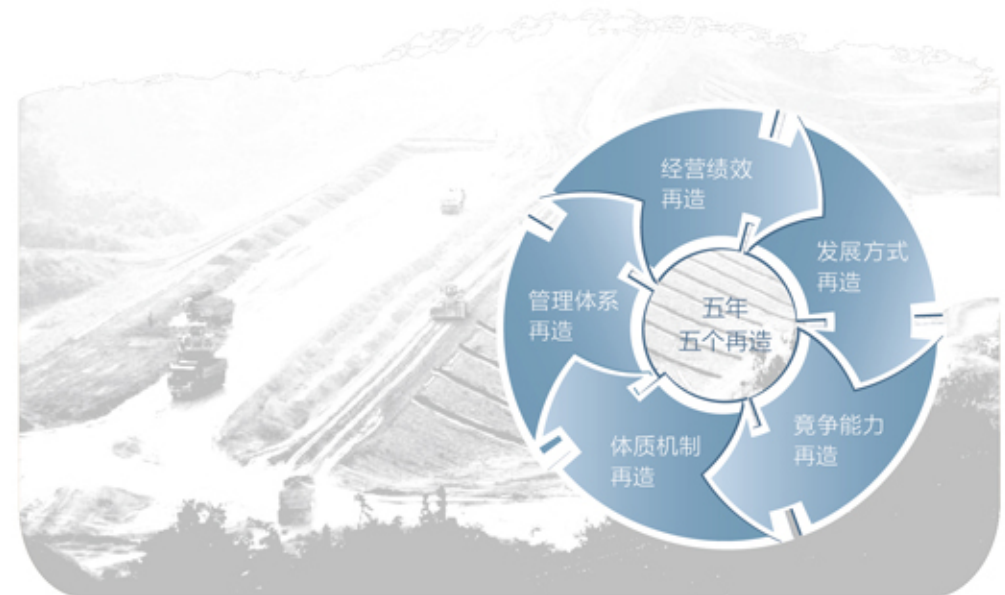 经营绩效
再造
发展方式
再造
竟争能力
再造
体质机制
再造
管理体系
再造
五年
五个再造